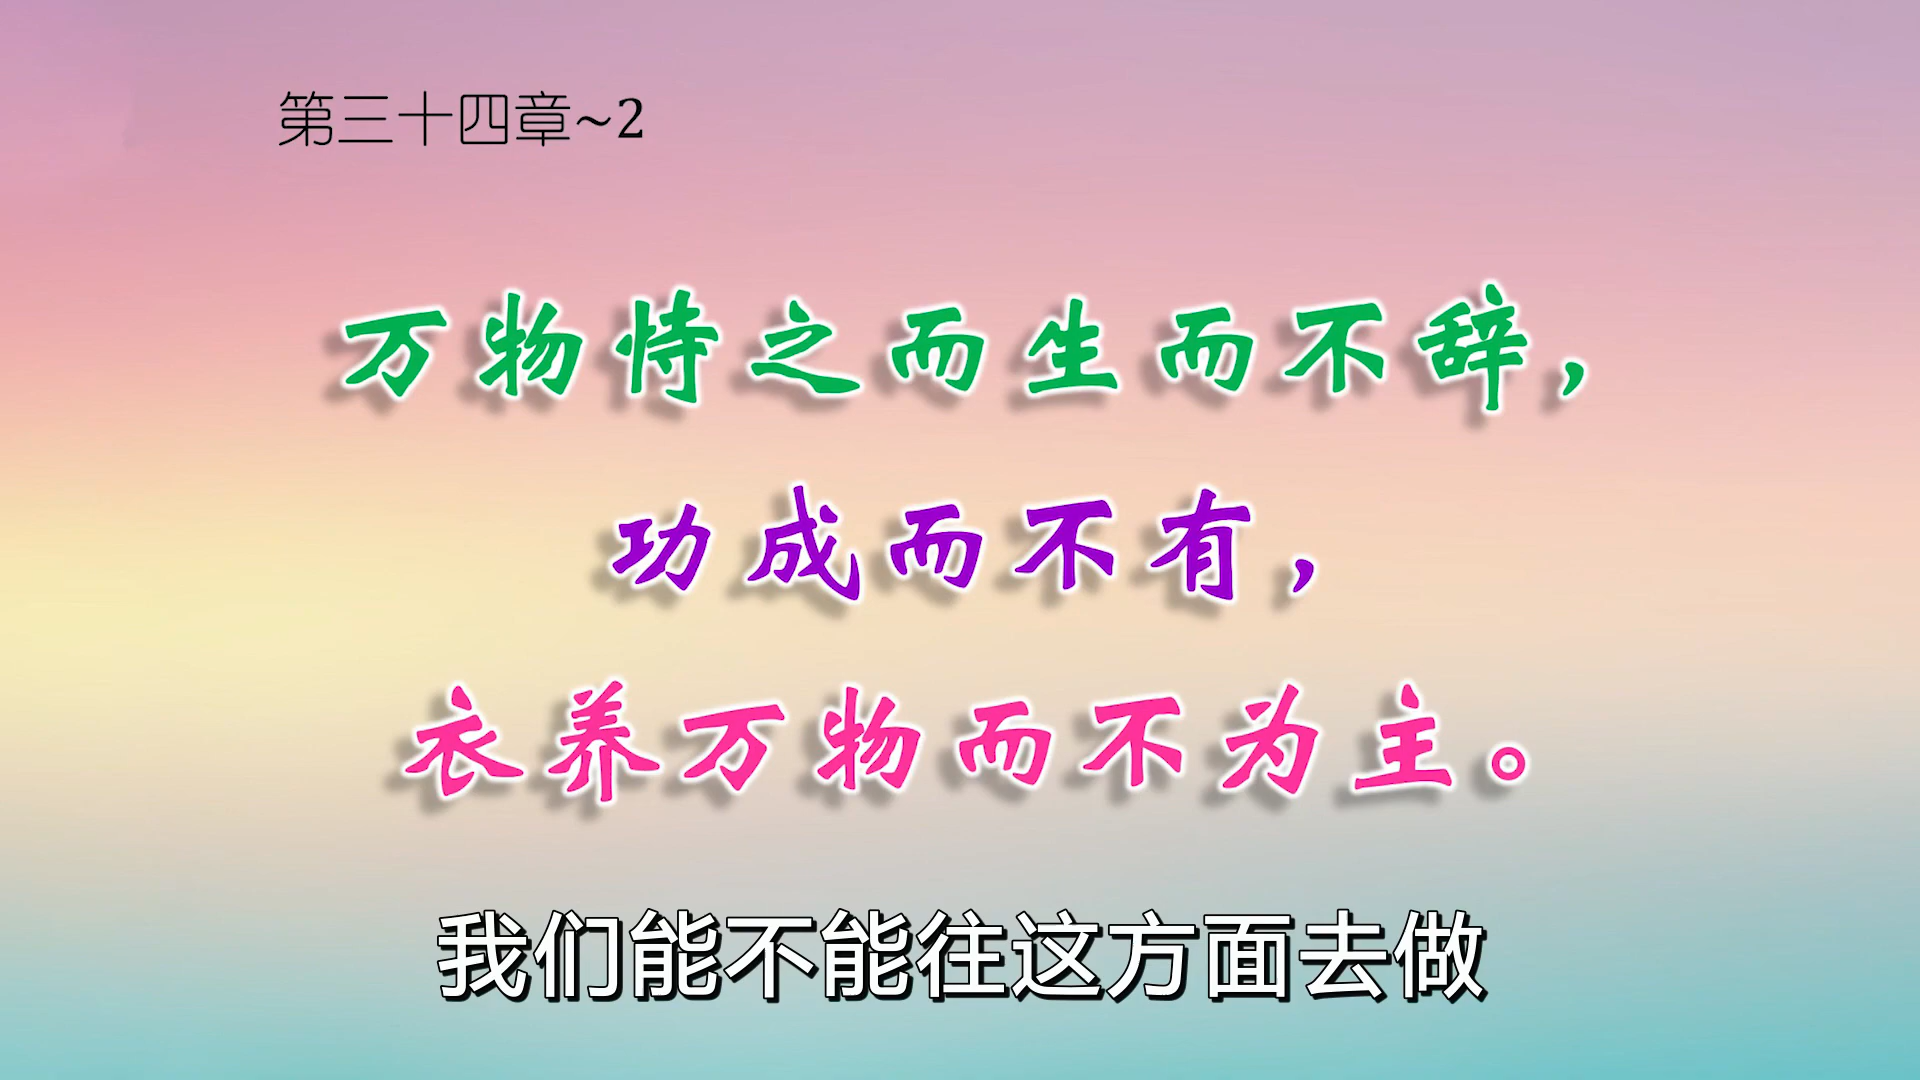 第三十四章~2
万物恃之而生而不辞，
功成而不有，
衣养万物而不为主。
我们能不能往这方面去做